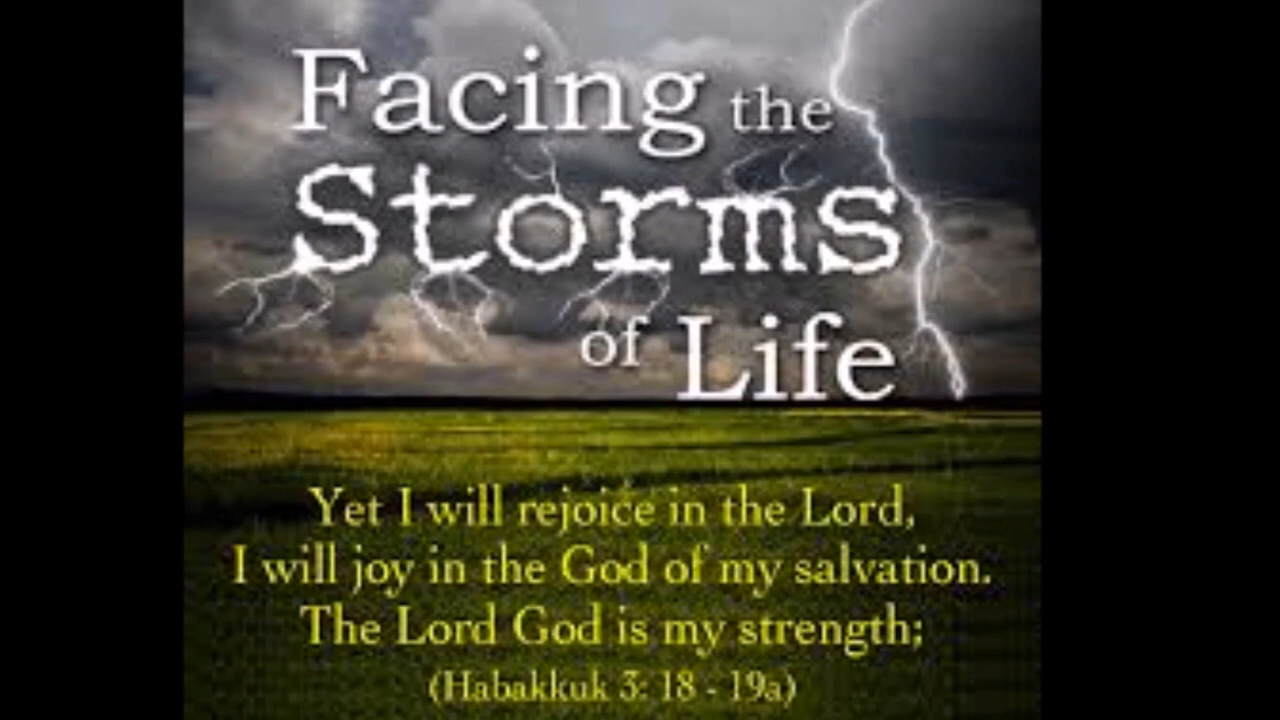 Facing the
Storms
of Life
Yet I will rejoice in the Lord,
I will joy in the God of my salvation.
The Lord God is my strength;
(Habakkuk 3: 18 - 19a)